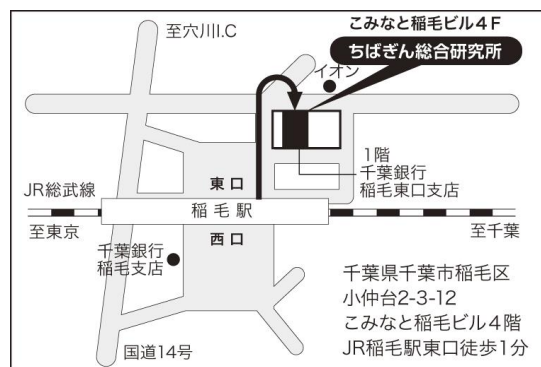 こみなと稲毛ビル4F
ちばぎん総合研究所
至穴川I.C
イオン
1階
千葉銀行
稲毛東口支店
東口
JR総武線
稲毛駅
至東京
西口
至千葉
千葉銀行
稲毛支店
国道14号
千葉県千葉市稲毛区
小仲台2-3-12
こみなと稲毛ビル4階
JR稲毛駅東口徒歩1分